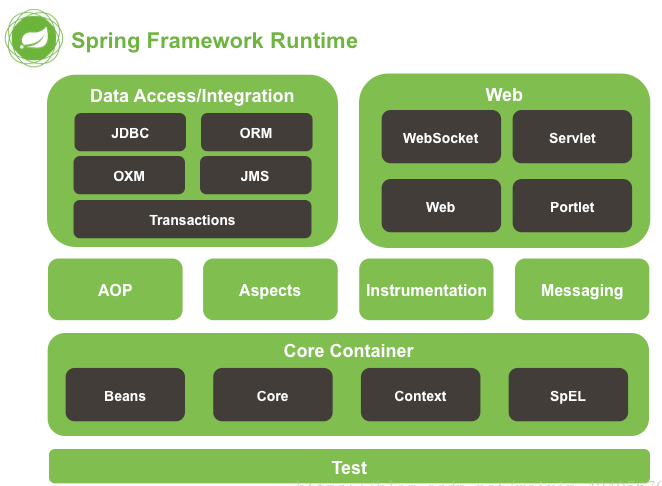 Spring Framework Runtime
Data Access/Integration
JDBC
ORM
OXM
JMS
Transactions
Web
WebSocket
Servlet
Web
Portlet
AOP
Aspects
Instrumentation
Messaging
Core Container
Beans
Core
Context
SpEL
Test